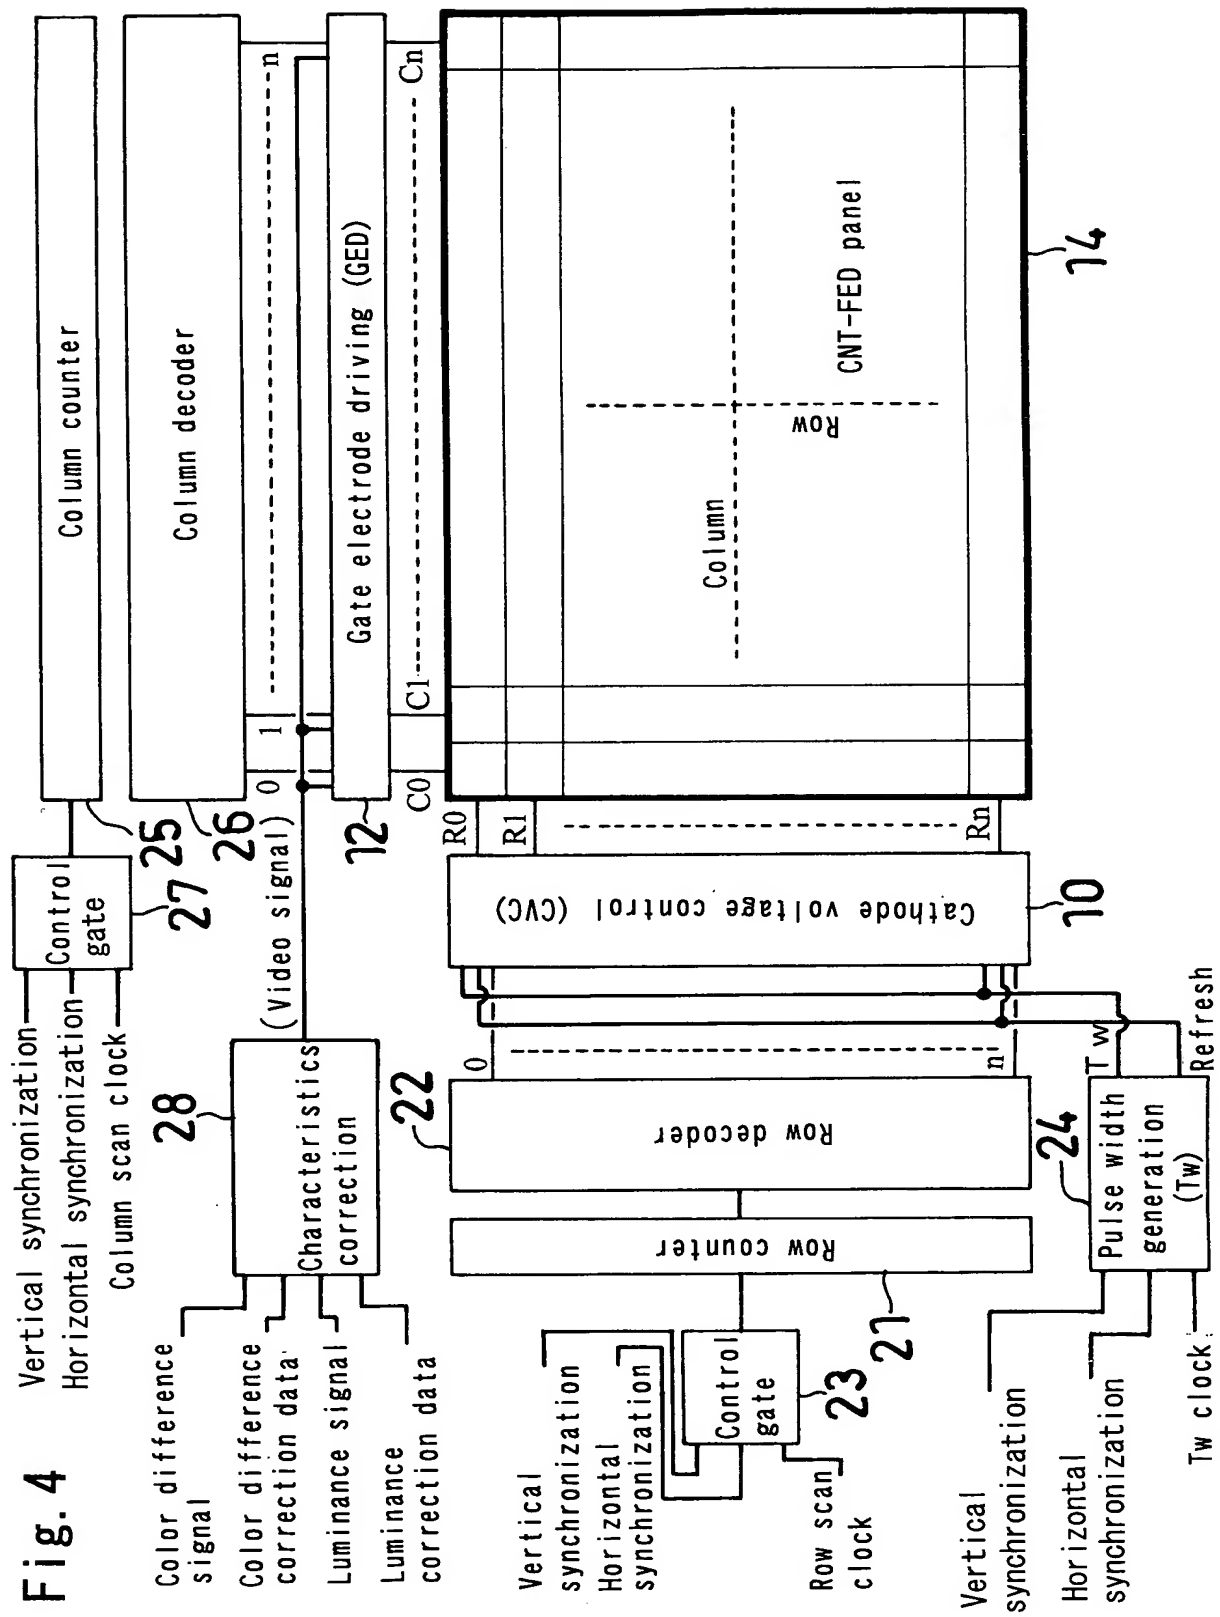 Fig. 4
Vertical synchronization
Horizontal synchronization
Column scan clock
Control
gate
27
Column counter
25
Column decoder
26
0
1
n
Color difference
signal
Color difference
correction data
Luminance signal
Luminance
correction data
28
Characteristics
correction
(Video signal)
Gate electrode driving (GED)
12
C0
C1
Cn
Vertical
synchronization
Horizontal
synchronization
Row scan
clock
Control
gate
23
Row counter
21
Row decoder
22
0
n
Cathode voltage control (CVC)
10
R0
R1
Rn
Column
Row
CNT-FED panel
14
Vertical
synchronization
Horizontal
synchronization
Tw clock
Pulse width
generation
(Tw)
24
Tw
Refresh